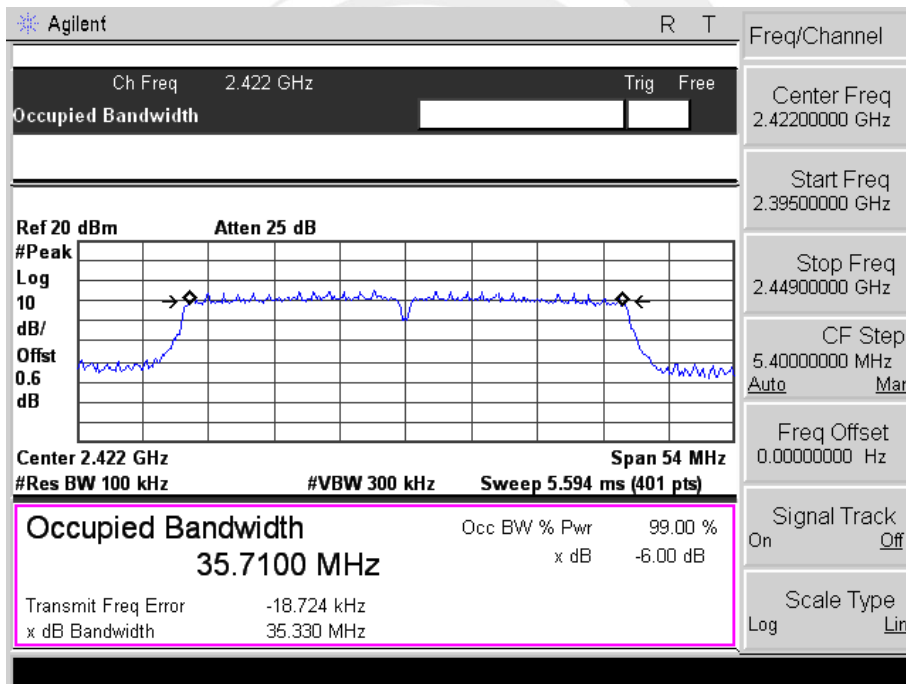 Agilent R T
Freq/Channel
Ch Freq 2.422 GHz Trig Free
Occupied Bandwidth
Center Freq
2.42200000 GHz
Start Freq
2.39500000 GHz
Stop Freq
2.44900000 GHz
CF Step
5.40000000 MHz
Auto Man
Freq Offset
0.00000000 Hz
Signal Track
On Off
Scale Type
Log Lin
Ref 20 dBm Atten 25 dB
#Peak
Log
10
dB/
Offst
0.6
dB
Center 2.422 GHz Span 54 MHz
#Res BW 100 kHz #VBW 300 kHz Sweep 5.594 ms (401 pts)
Occupied Bandwidth Occ BW % Pwr 99.00 %
35.7100 MHz x dB -6.00 dB
Transmit Freq Error -18.724 kHz
x dB Bandwidth 35.330 MHz